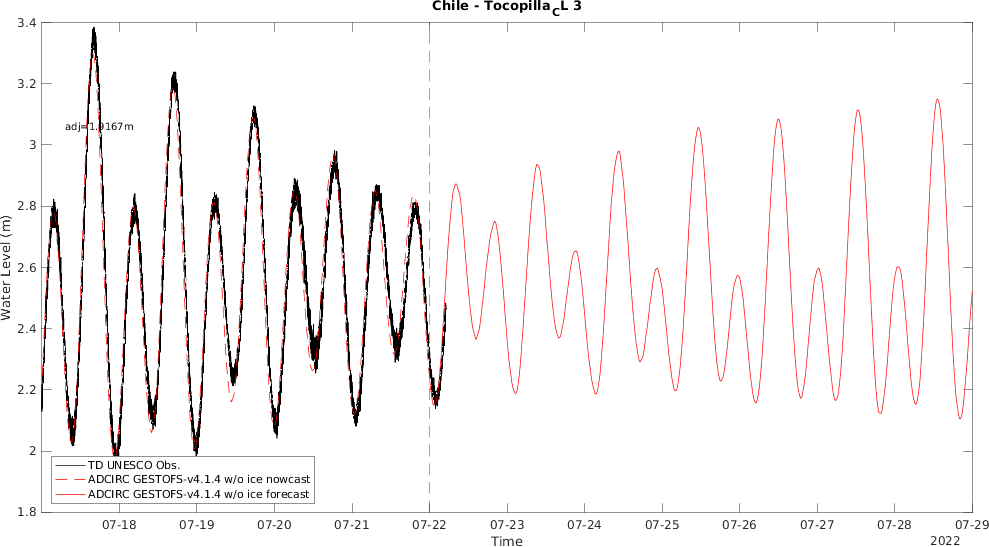 Chile - Tocopilla_CL 3
3.4
3.2
3
2.8
2.6
2.4
2.2
2
1.8
Water Level (m)
adj=1.9167m
TD UNESCO Obs.
ADCIRC GESTOFS-v4.1.4 w/o ice nowcast
ADCIRC GESTOFS-v4.1.4 w/o ice forecast
07-18 07-19 07-20 07-21 07-22 07-23 07-24 07-25 07-26 07-27 07-28 07-29
Time
2022